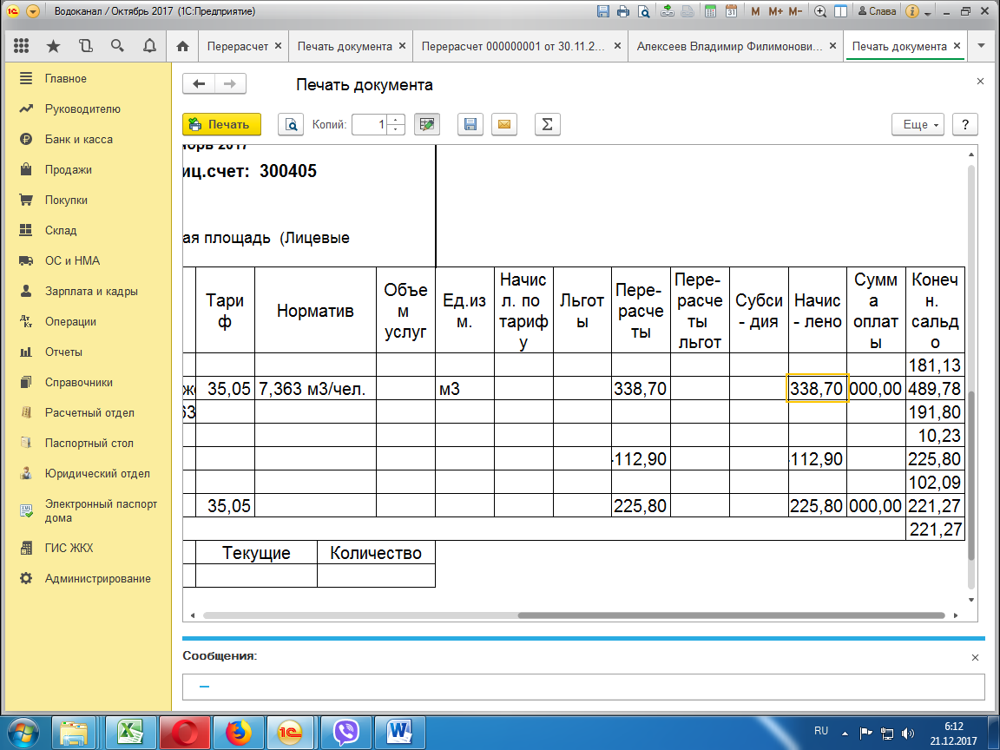 Водоканал / Октябрь 2017 (1С:Предприятие)
M M+ M-
Слава
Перерасчет
Печать документа
Перерасчет 000000001 от 30.11.2...
Алексеев Владимир Филимонови...
Печать документа
Главное
Руководителю
Банк и касса
Продажи
Покупки
Склад
ОС и НМА
Зарплата и кадры
Операции
Отчеты
Справочники
Расчетный отдел
Паспортный стол
Юридический отдел
Электронный паспорт
дома
ГИС ЖКХ
Администрирование
Печать документа
Печать
Копий:
1
Еще
?
2017
иц.счет: 300405
ая площадь (Лицевые
Тари
ф
Норматив
Объе
м
услуг
Ед.из
м.
Начис
л. по
тариф
у
Льгот
ы
Пере-
расче
ты
Пере-
расче
ты
льгот
Субси
- дия
Начис
- лено
Сумм
а
оплат
ы
Конеч
н.
сальд
о
181,13
35,05 7,363 м3/чел. м3 338,70 338,70 000,00 489,78
63 191,80
10,23
-112,90 -112,90 225,80
102,09
35,05 225,80 225,80 000,00 221,27
221,27
Текущие Количество
Сообщения:
RU
6:12
21.12.2017